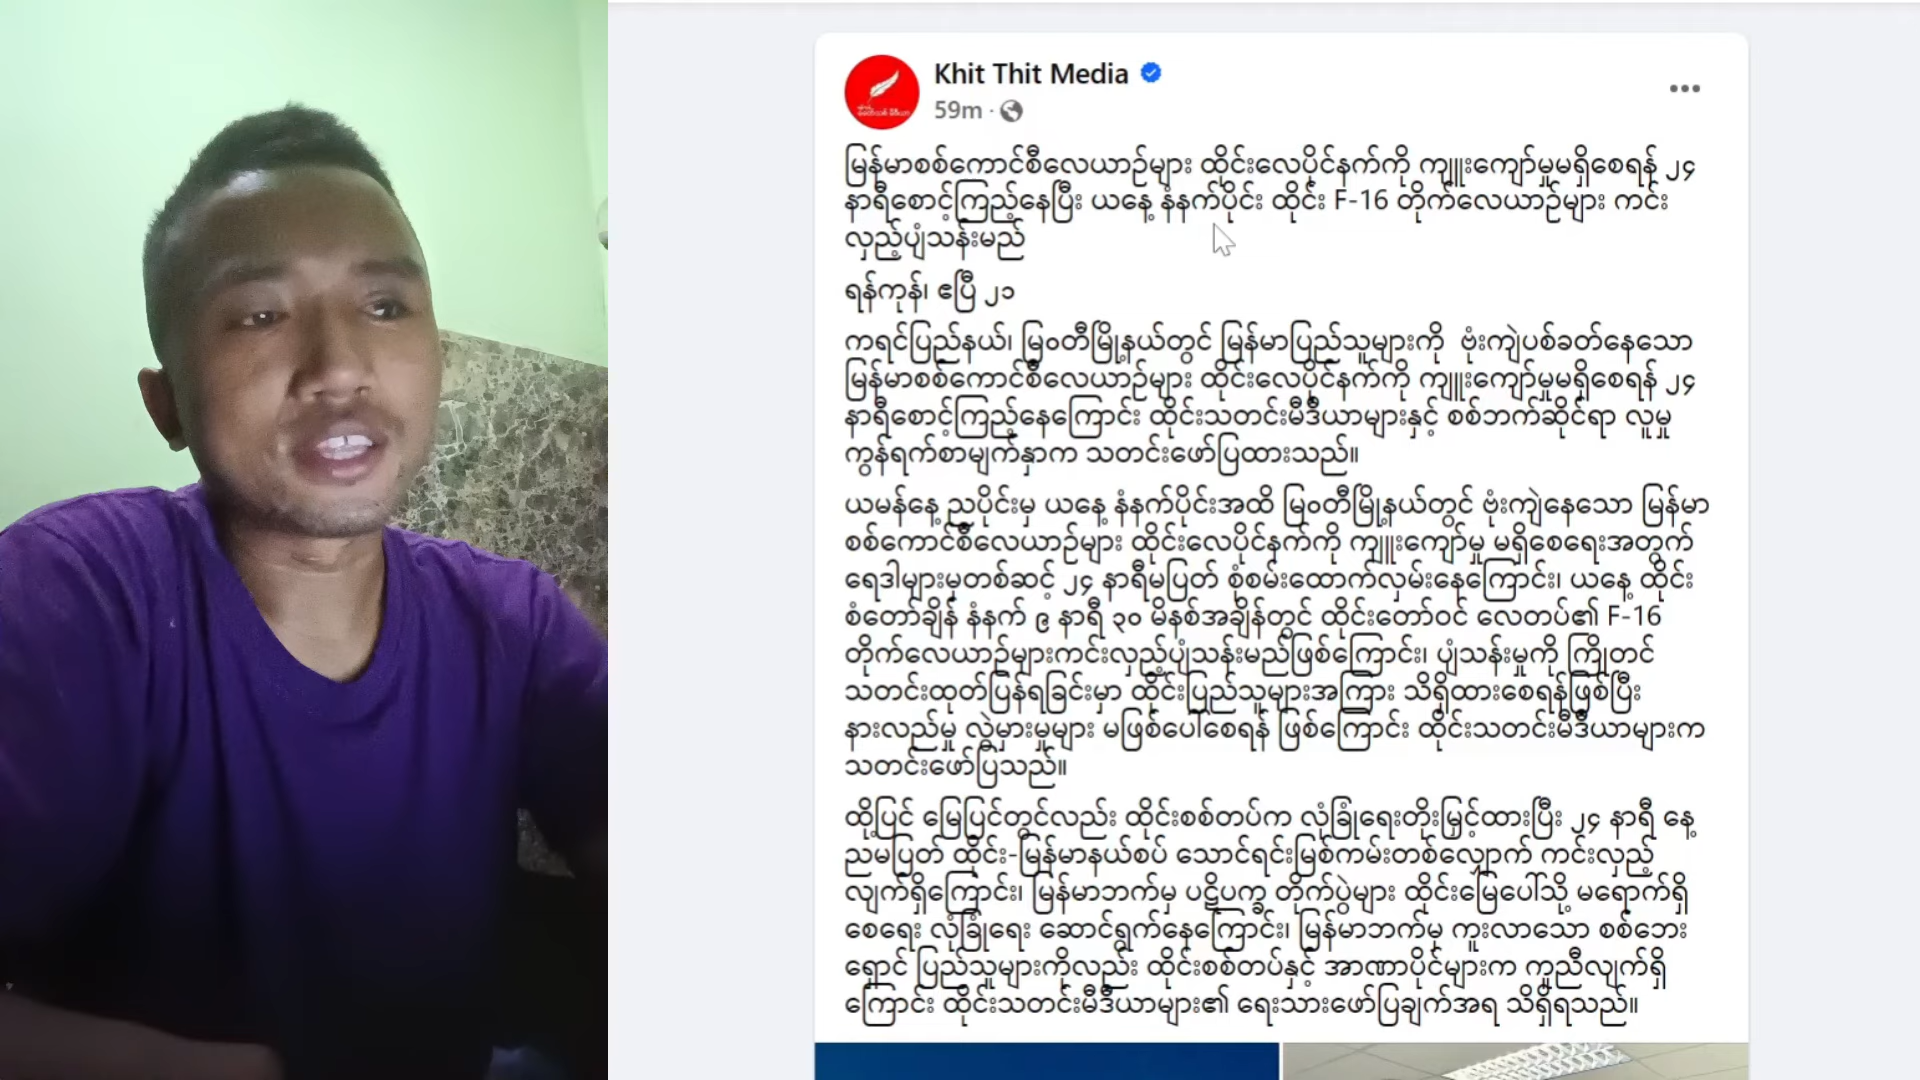 Khit Thit Media
59m ·
မြန်မာစစ်ကောင်စီလေယာဉ်များ ထိုင်းလေပိုင်နက်ကို ကျူးကျော်မှုမရှိစေရန် ၂၄
နာရီစောင့်ကြည့်နေပြီး ယနေ့ နံနက်ပိုင်း ထိုင်း F-16 တိုက်လေယာဉ်များ ကင်း
လှည့်ပျံသန်းမည်
ရန်ကုန်၊ ဧပြီ ၂၁
ကရင်ပြည်နယ်၊ မြဝတီမြို့နယ်တွင် မြန်မာပြည်သူများကို ဗုံးကျဲပစ်ခတ်နေသော
မြန်မာစစ်ကောင်စီလေယာဉ်များ ထိုင်းလေပိုင်နက်ကို ကျူးကျော်မှုမရှိစေရန် ၂၄
နာရီစောင့်ကြည့်နေကြောင်း ထိုင်းသတင်းမီဒီယာများနှင့် စစ်ဘက်ဆိုင်ရာ လူမှု
ကွန်ရက်စာမျက်နှာက သတင်းဖော်ပြထားသည်။
ယမန်နေ့ ညပိုင်းမှ ယနေ့ နံနက်ပိုင်းအထိ မြဝတီမြို့နယ်တွင် ဗုံးကျဲနေသော မြန်မာ
စစ်ကောင်စီလေယာဉ်များ ထိုင်းလေပိုင်နက်ကို ကျူးကျော်မှု မရှိစေရေးအတွက်
ရေဒါများမှတစ်ဆင့် ၂၄ နာရီမပြတ် စုံစမ်းထောက်လှမ်းနေကြောင်း၊ ယနေ့ ထိုင်း
စံတော်ချိန် နံနက် ၉ နာရီ ၃၀ မိနစ်အချိန်တွင် ထိုင်းတော်ဝင် လေတပ်၏ F-16
တိုက်လေယာဉ်များကင်းလှည့်ပျံသန်းမည်ဖြစ်ကြောင်း၊ ပျံသန်းမှုကို ကြိုတင်
သတင်းထုတ်ပြန်ရခြင်းမှာ ထိုင်းပြည်သူများအကြား သိရှိထားစေရန်ဖြစ်ပြီး
နားလည်မှု လွဲမှားမှုများ မဖြစ်ပေါ်စေရန် ဖြစ်ကြောင်း ထိုင်းသတင်းမီဒီယာများက
သတင်းဖော်ပြသည်။
ထို့ပြင် မြေပြင်တွင်လည်း ထိုင်းစစ်တပ်က လုံခြုံရေးတိုးမြှင့်ထားပြီး ၂၄ နာရီ နေ့
ညမပြတ် ထိုင်း-မြန်မာနယ်စပ် သောင်ရင်းမြစ်ကမ်းတစ်လျှောက် ကင်းလှည့်
လျက်ရှိကြောင်း၊ မြန်မာဘက်မှ ပဋိပက္ခ တိုက်ပွဲများ ထိုင်းမြေပေါ်သို့ မရောက်ရှိ
စေရေး လုံခြုံရေး ဆောင်ရွက်နေကြောင်း၊ မြန်မာဘက်မှ ကူးလာသော စစ်ဘေး
ရှောင် ပြည်သူများကိုလည်း ထိုင်းစစ်တပ်နှင့် အာဏာပိုင်များက ကူညီလျက်ရှိ
ကြောင်း ထိုင်းသတင်းမီဒီယာများ၏ ရေးသားဖော်ပြချက်အရ သိရှိရသည်။